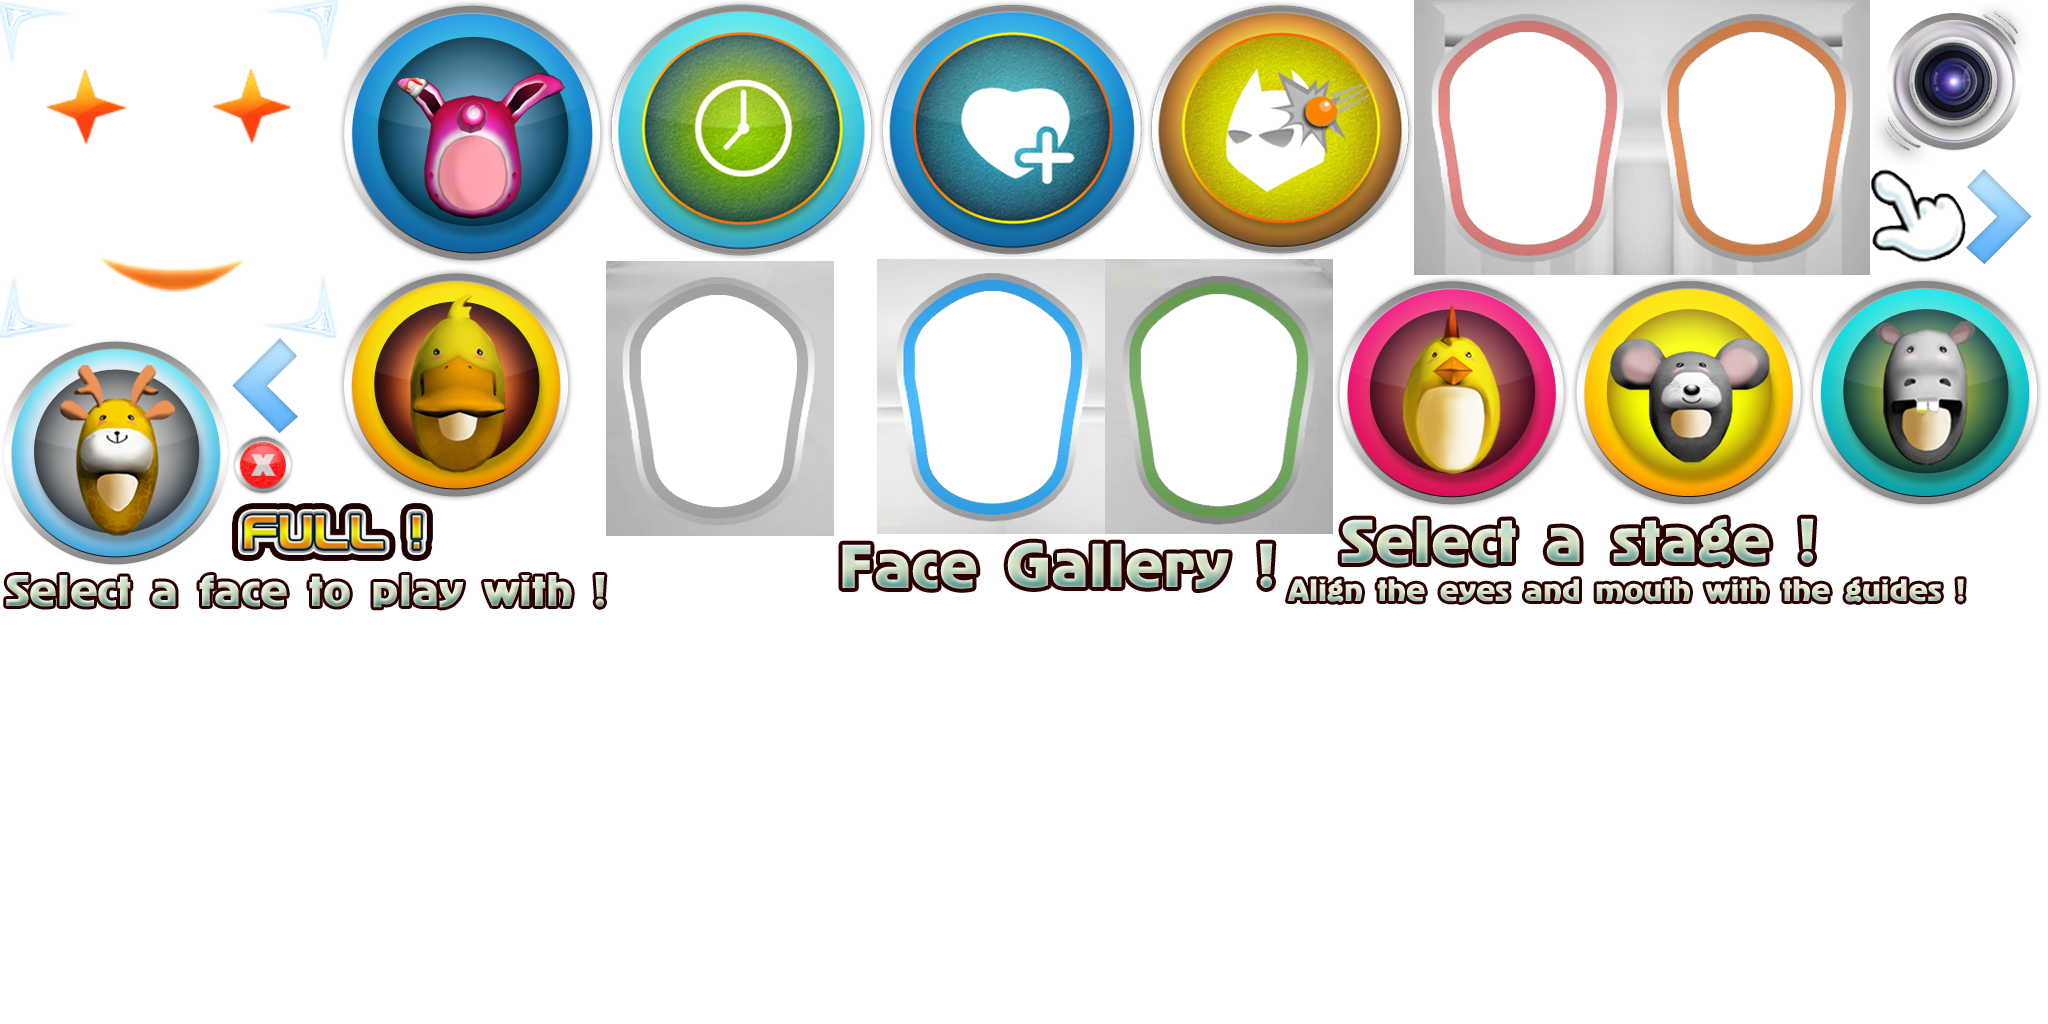 X
FULL !
Select a face to play with !
Face Gallery !
Select a stage !
Align the eyes and mouth with the guides !